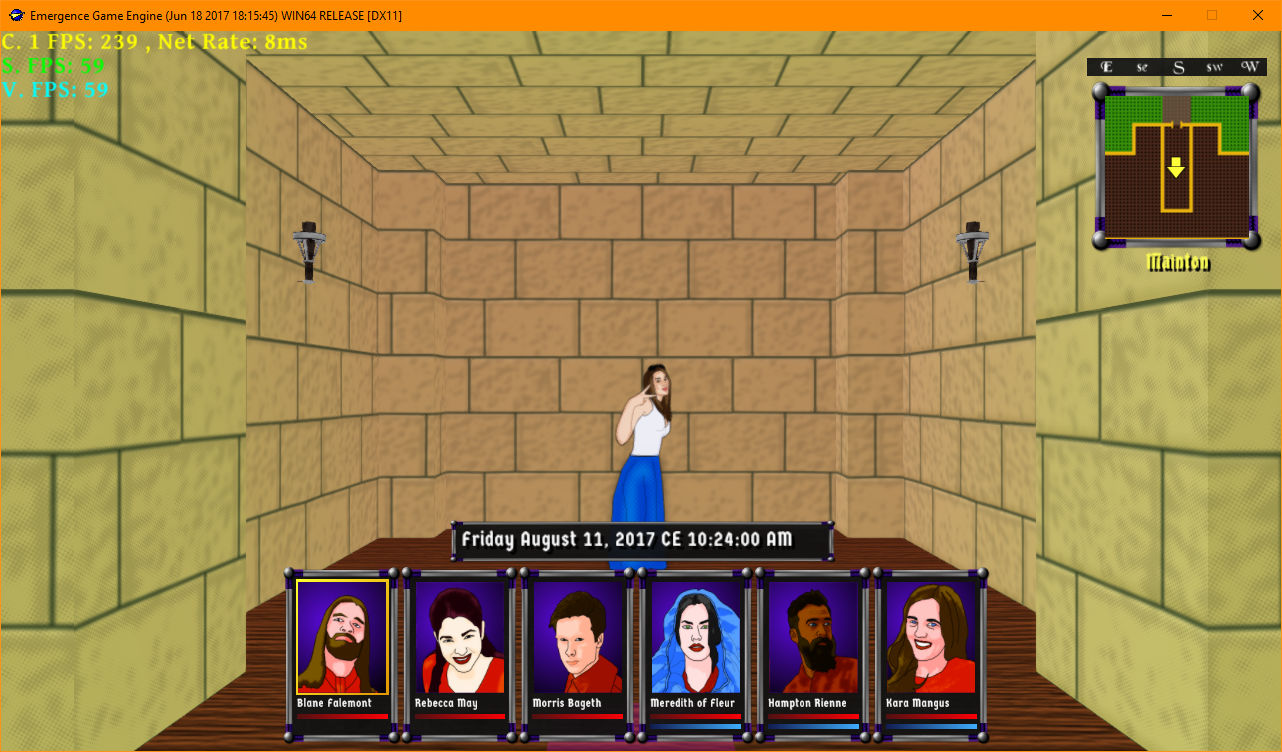 Emergence Game Engine (Jun 18 2017 18:15:45) WIN64 RELEASE [DX11]
C. 1 FPS: 239 , Net Rate: 8ms
S. FPS: 59
V. FPS: 59
E se S sw W
Mainton
Friday August 11, 2017 CE 10:24:00 AM
Blane Falemont
Rebecca May
Morris Bageth
Meredith of Fleur
Hampton Rienne
Kara Mangus